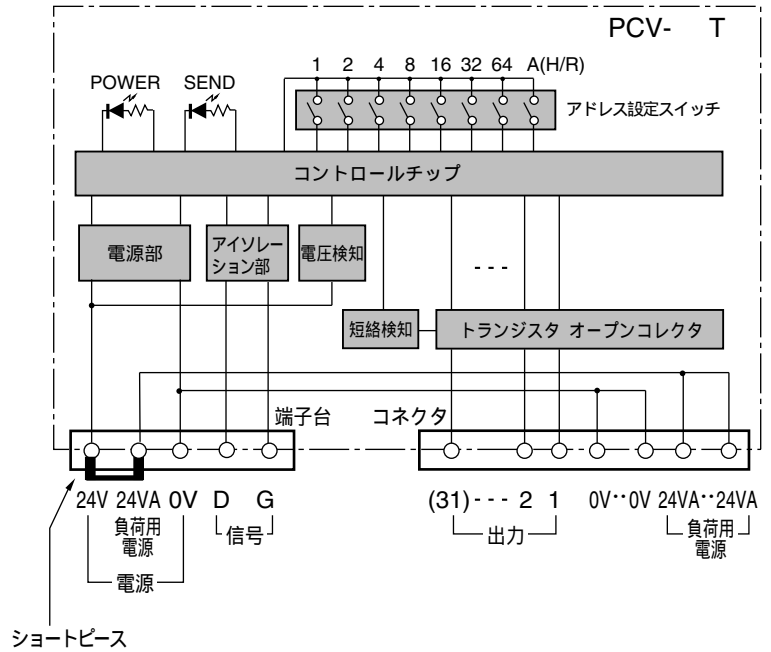 PCV- T
1 2 4 8 16 32 64 A(H/R)
POWER SEND
アドレス設定スイッチ
コントロールチップ
電源部
アイソレー
ション部
電圧検知
- - -
短絡検知
トランジスタ オープンコレクタ
端子台
コネクタ
24V 24VA 0V D G
(31) - - - 2 1 0V‥0V 24VA‥24VA
負荷用
電源
信号
出力
負荷用
電源
電源
ショートピース